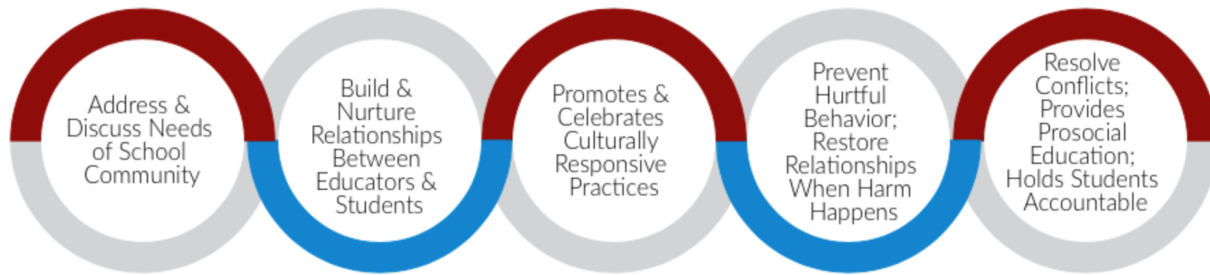 Address &
Discuss Needs
of School
Community
Build &
Nurture
Relationships
Between
Educators &
Students
Promotes &
Celebrates
Culturally
Responsive
Practices
Prevent
Hurtful
Behavior;
Restore
Relationships
When Harm
Happens
Resolve
Conflicts;
Provides
Prosocial
Education;
Holds Students
Accountable